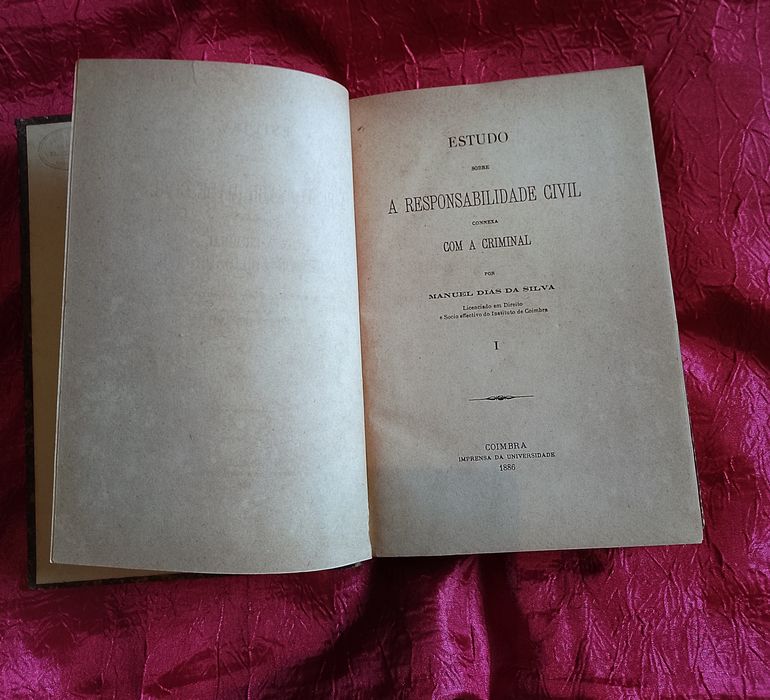 ESTUDO
SOBRE
A RESPONSABILIDADE CIVIL
CONNEXA
COM A CRIMINAL
POR
MANUEL DIAS DA SILVA
Licenciado em Direito
e Socio effectivo do Instituto de Coimbra
I
COIMBRA
IMPRENSA DA UNIVERSIDADE
1886